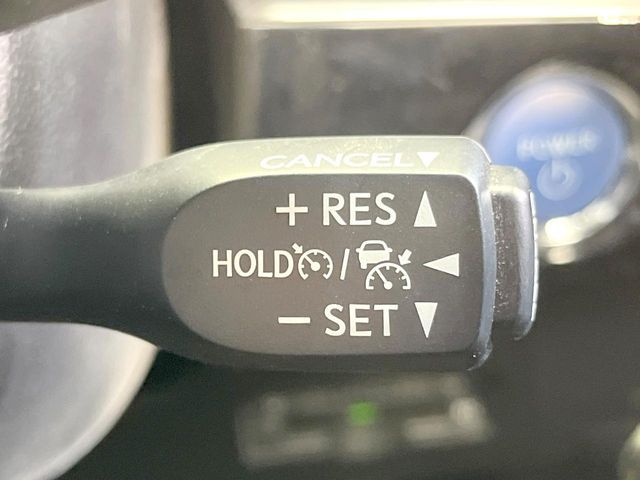 CANCEL▼
+ RES ▲
HOLD / ◀
− SET ▼
POWER